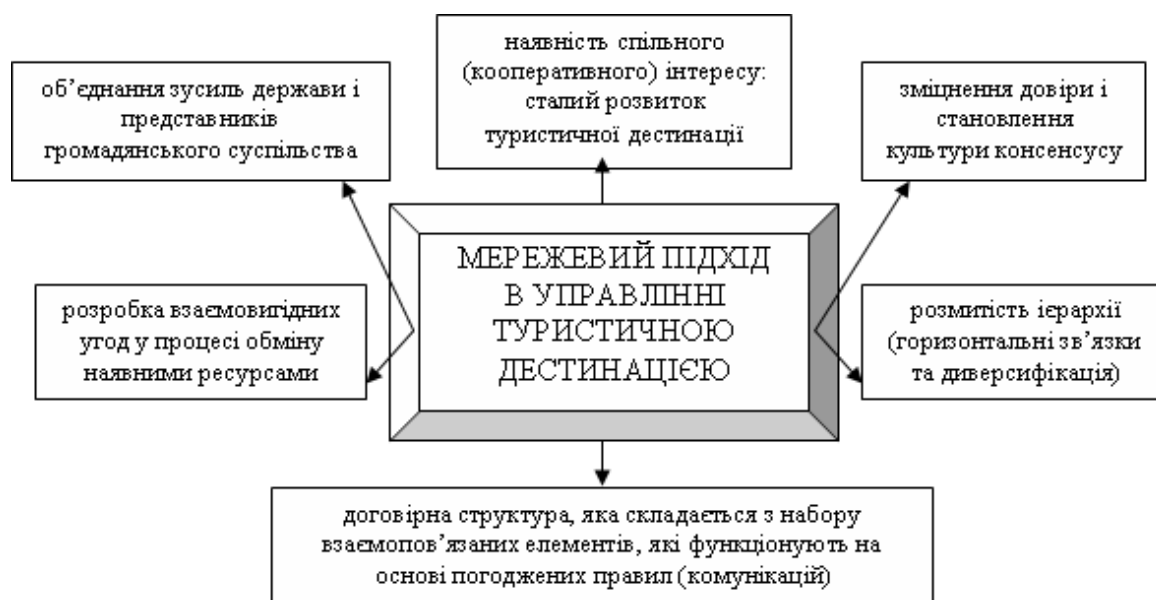 наявність спільного
(кооперативного) інтересу:
сталий розвиток
туристичної дестинації
об’єднання зусиль держави і
представників
громадянського суспільства
зміцнення довіри і
становлення
культури консенсусу
МЕРЕЖЕВИЙ ПІДХІД
В УПРАВЛІННІ
ТУРИСТИЧНОЮ
ДЕСТИНАЦІЄЮ
розробка взаємовигідних
угод у процесі обміну
наявними ресурсами
розмитість ієрархії
(горизонтальні зв’язки
та диверсифікація)
договірна структура, яка складається з набору
взаємопов’язаних елементів, які функціонують на
основі погоджених правил (комунікацій)